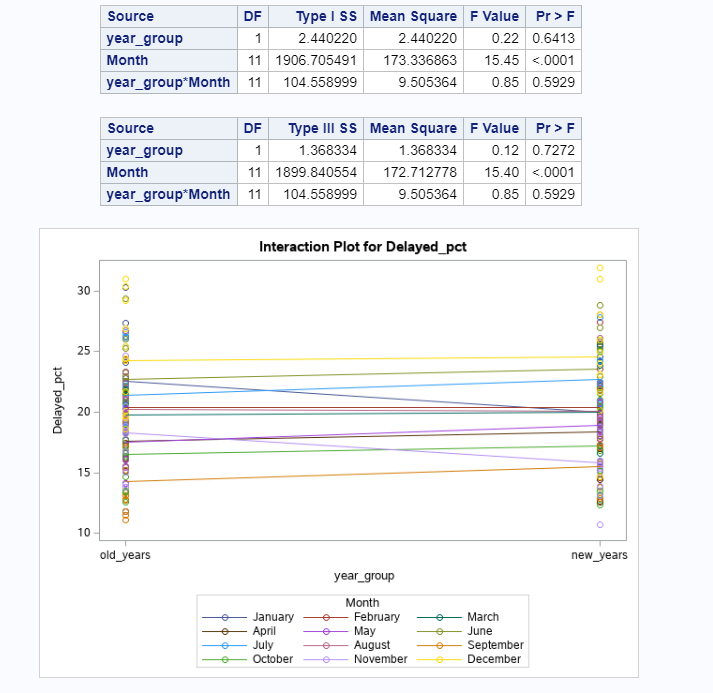 Source DF Type I SS Mean Square F Value Pr > F
year_group 1 2.440220 2.440220 0.22 0.6413
Month 11 1906.705491 173.336863 15.45 <.0001
year_group*Month 11 104.558999 9.505364 0.85 0.5929
Source DF Type III SS Mean Square F Value Pr > F
year_group 1 1.368334 1.368334 0.12 0.7272
Month 11 1899.840554 172.712778 15.40 <.0001
year_group*Month 11 104.558999 9.505364 0.85 0.5929
Interaction Plot for Delayed_pct
30
25
Delayed_pct
20
15
10
old_years new_years
year_group
Month
January February March
April May June
July August September
October November December